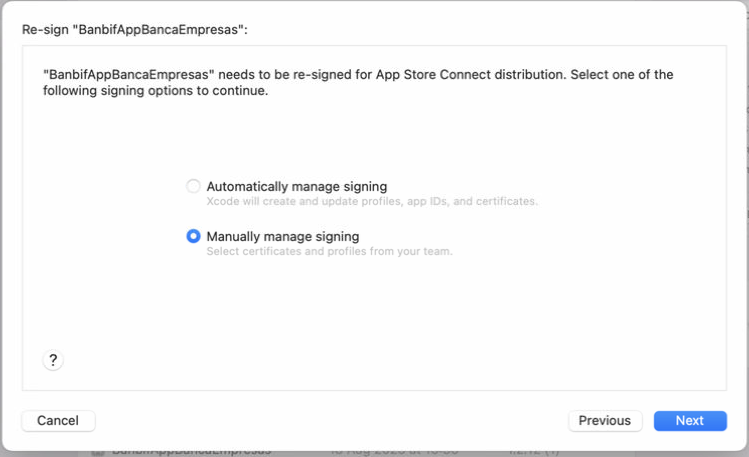 Re-sign "BanbifAppBancaEmpresas":
"BanbifAppBancaEmpresas" needs to be re-signed for App Store Connect distribution. Select one of the
following signing options to continue.
Automatically manage signing
Xcode will create and update profiles, app IDs, and certificates.
Manually manage signing
Select certificates and profiles from your team.
?
Cancel
Previous
Next